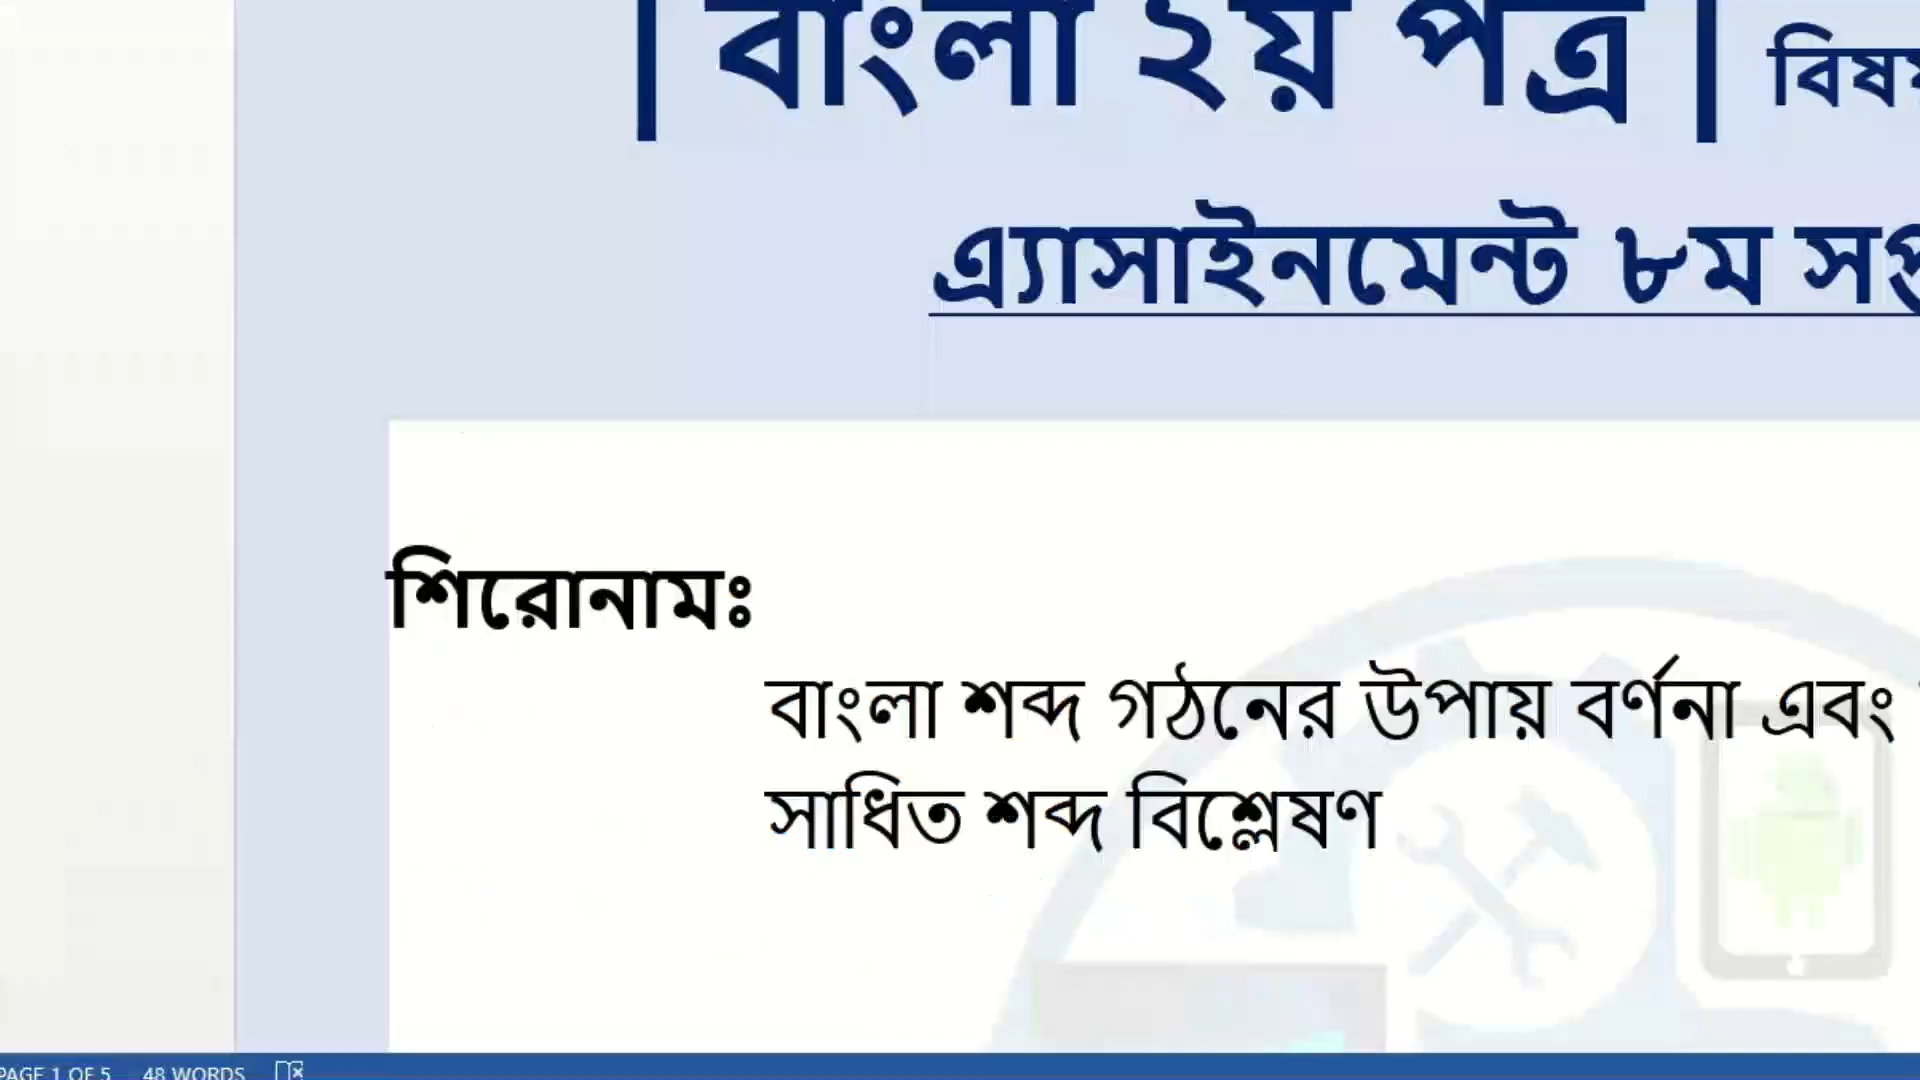 | বাংলা ২য় পত্র |
এ্যাসাইনমেন্ট ৮ম
শিরোনামঃ
বাংলা শব্দ গঠনের উপায় বর্ণনা এবং
সাধিত শব্দ বিশ্লেষণ
PAGE 1 OF 5 48 WORDS